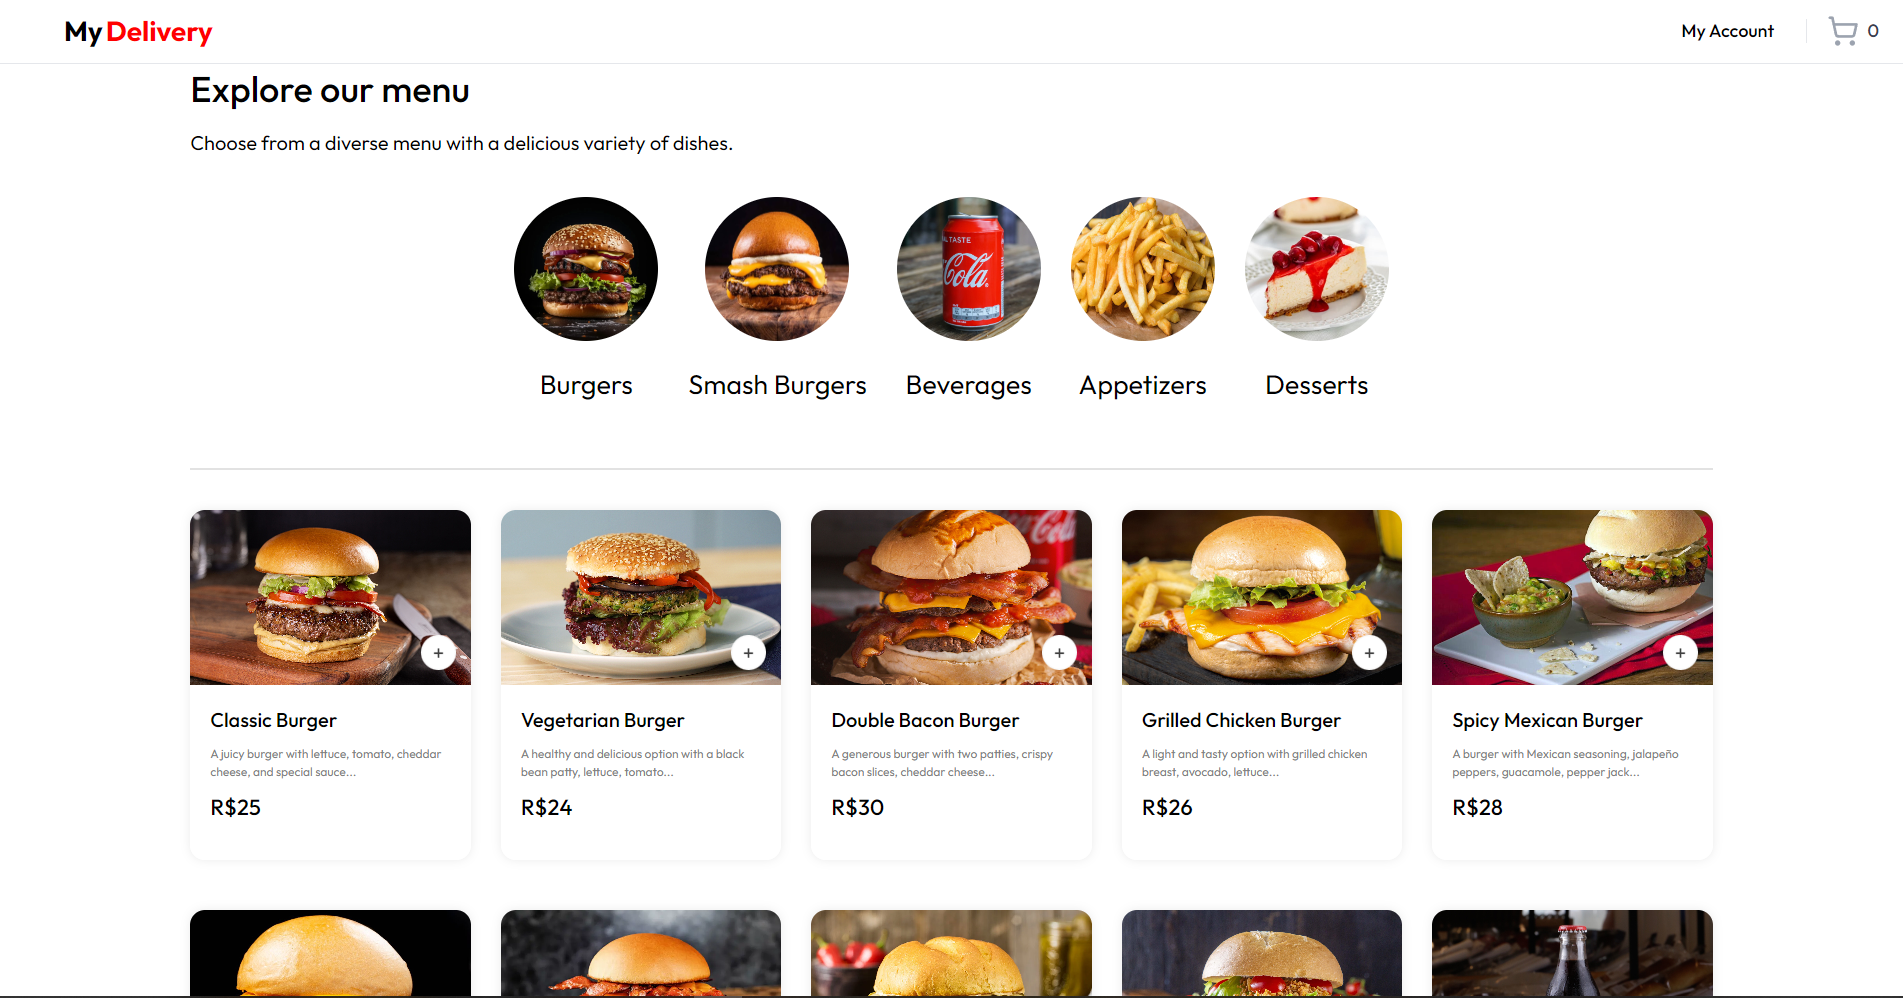 My Delivery
My Account
0
Explore our menu
Choose from a diverse menu with a delicious variety of dishes.
AL TASTE
Cola
Burgers
Smash Burgers
Beverages
Appetizers
Desserts
Classic Burger
A juicy burger with lettuce, tomato, cheddar
cheese, and special sauce...
R$25
Vegetarian Burger
A healthy and delicious option with a black
bean patty, lettuce, tomato...
R$24
Double Bacon Burger
A generous burger with two patties, crispy
bacon slices, cheddar cheese...
R$30
Grilled Chicken Burger
A light and tasty option with grilled chicken
breast, avocado, lettuce...
R$26
Spicy Mexican Burger
A burger with Mexican seasoning, jalapeño
peppers, guacamole, pepper jack...
R$28